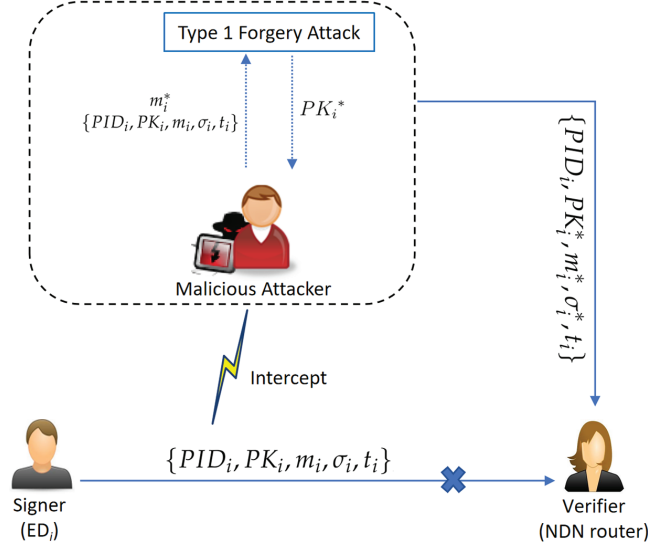 Type 1 Forgery Attack
m_i^*
{PID_i, PK_i, m_i, σ_i, t_i}
PK_i^*
Malicious Attacker
{PID_i, PK_i^*, m_i^*, σ_i^*, t_i}
Intercept
{PID_i, PK_i, m_i, σ_i, t_i}
Signer
(ED_i)
Verifier
(NDN router)